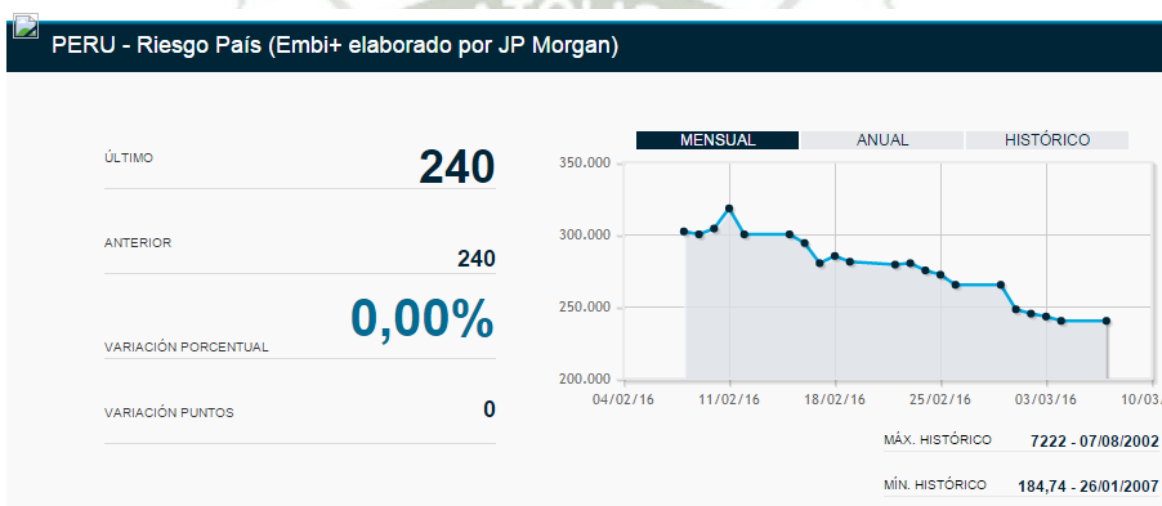 PERU - Riesgo País (Embi+ elaborado por JP Morgan)
ÚLTIMO 240
ANTERIOR 240
0,00%
VARIACIÓN PORCENTUAL
VARIACIÓN PUNTOS 0
MENSUAL ANUAL HISTÓRICO
350.000
300.000
250.000
200.000
04/02/16 11/02/16 18/02/16 25/02/16 03/03/16 10/03.
MÁX. HISTÓRICO 7222 - 07/08/2002
MÍN. HISTÓRICO 184,74 - 26/01/2007